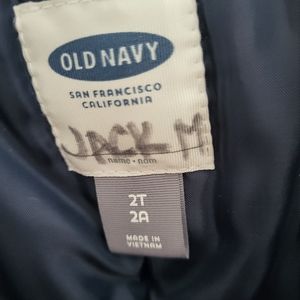 OLD NAVY
SAN FRANCISCO
CALIFORNIA
JACK M
name • nom
2T
2A
MADE IN
VIETNAM